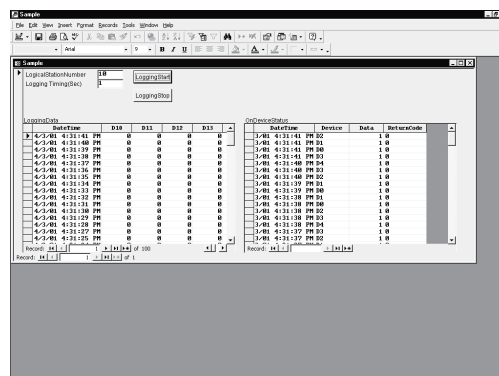 Sample
File Edit View Insert Format Records Tools Window Help
Arial 9 B I U
Sample
LogicalStationNumber 10 LoggingStart
Logging Timing(Sec) 1
LoggingStop
LoggingData
DateTime D10 D11 D12 D13
4/3/01 4:31:41 PM 0 0 0 0
4/3/01 4:31:40 PM 0 0 0 0
4/3/01 4:31:39 PM 0 0 0 0
4/3/01 4:31:38 PM 0 0 0 0
4/3/01 4:31:37 PM 0 0 0 0
4/3/01 4:31:36 PM 0 0 0 0
4/3/01 4:31:35 PM 0 0 0 0
4/3/01 4:31:34 PM 0 0 0 0
4/3/01 4:31:33 PM 0 0 0 0
4/3/01 4:31:32 PM 0 0 0 0
4/3/01 4:31:31 PM 0 0 0 0
4/3/01 4:31:30 PM 0 0 0 0
4/3/01 4:31:29 PM 0 0 0 0
4/3/01 4:31:28 PM 0 0 0 0
4/3/01 4:31:27 PM 0 0 0 0
4/3/01 4:31:25 PM 0 0 0 0
Record: 1 of 100
OnDeviceStatus
DateTime Device Data ReturnCode
3/01 4:31:41 PM D2 1 0
3/01 4:31:41 PM D1 1 0
3/01 4:31:41 PM D0 1 0
3/01 4:31:41 PM D3 1 0
3/01 4:31:40 PM D4 1 0
3/01 4:31:40 PM D3 1 0
3/01 4:31:40 PM D2 1 0
3/01 4:31:39 PM D1 1 0
3/01 4:31:39 PM D0 1 0
3/01 4:31:38 PM D1 1 0
3/01 4:31:38 PM D0 1 0
3/01 4:31:38 PM D2 1 0
3/01 4:31:38 PM D3 1 0
3/01 4:31:38 PM D4 1 0
3/01 4:31:37 PM D3 1 0
3/01 4:31:37 PM D2 1 0
Record:
Record: 1 of 1